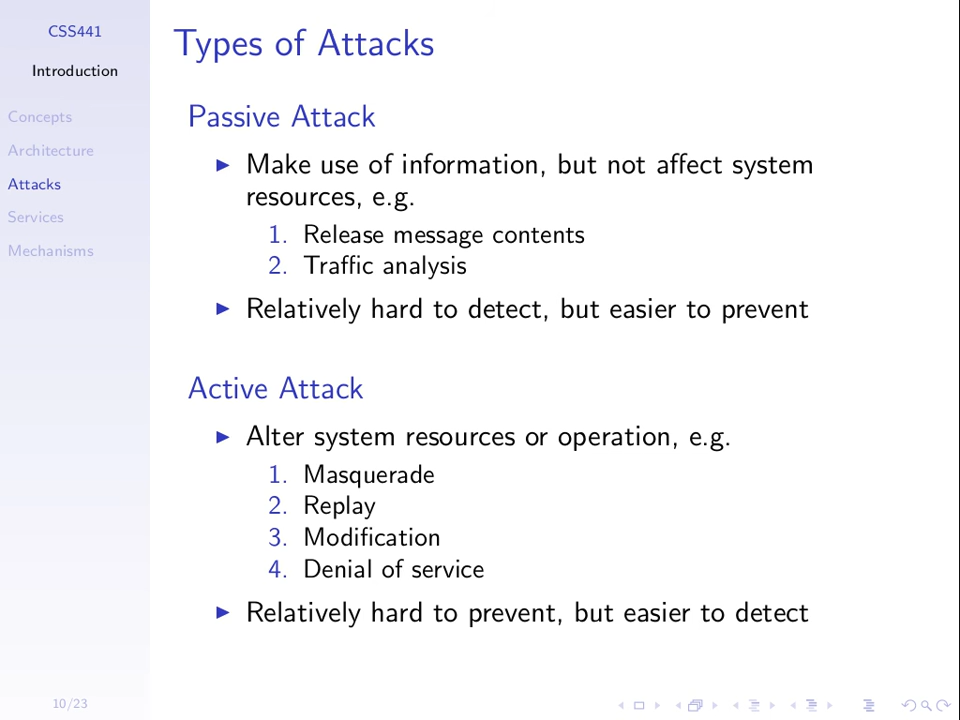 CSS441
Introduction
Concepts
Architecture
Attacks
Services
Mechanisms
Types of Attacks
Passive Attack
Make use of information, but not affect system
resources, e.g.
1. Release message contents
2. Traffic analysis
Relatively hard to detect, but easier to prevent
Active Attack
Alter system resources or operation, e.g.
1. Masquerade
2. Replay
3. Modification
4. Denial of service
Relatively hard to prevent, but easier to detect
10/23